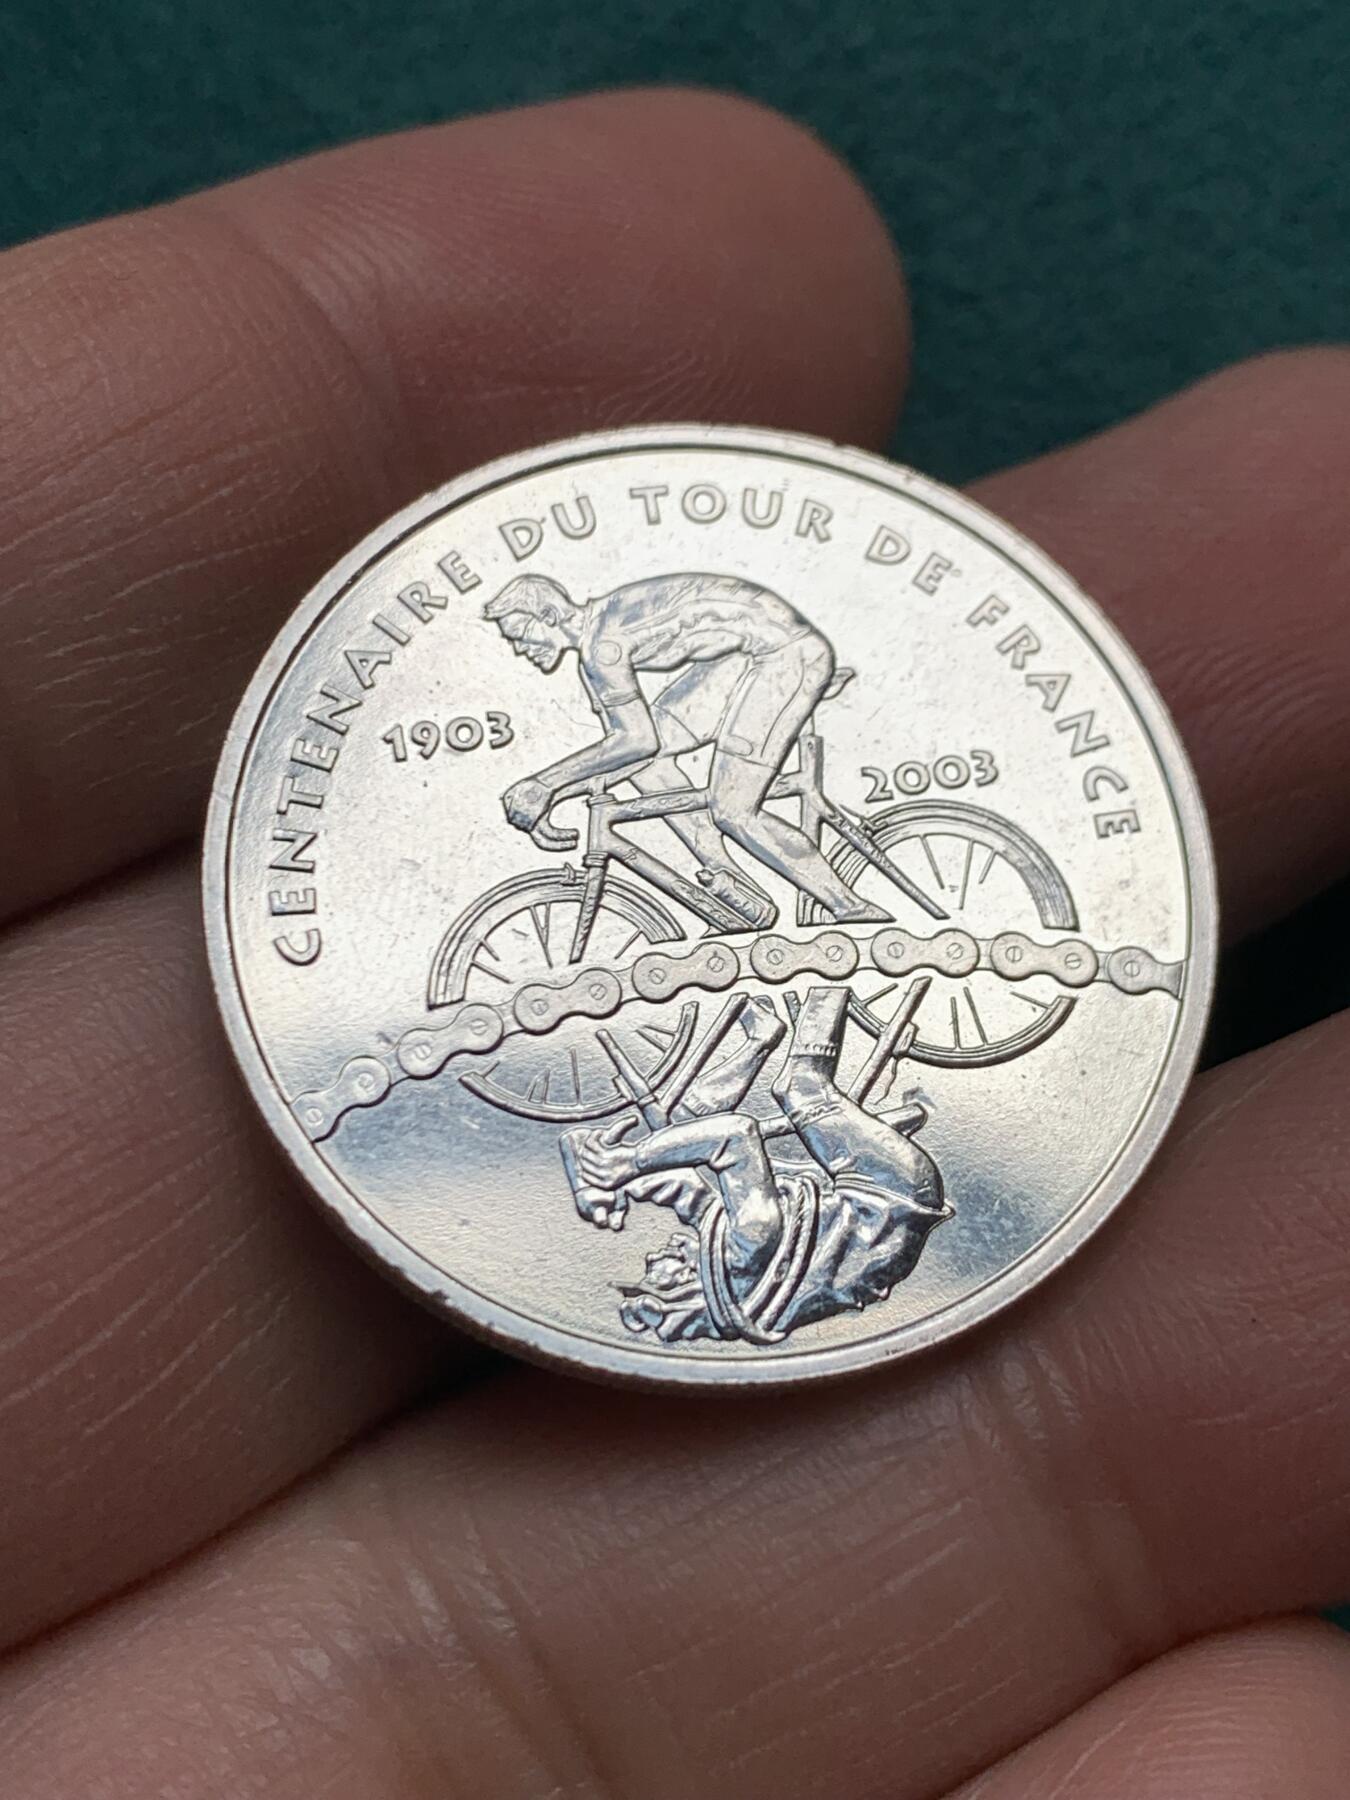 CENTENAIRE DU TOUR DE FRANCE
1903
2003